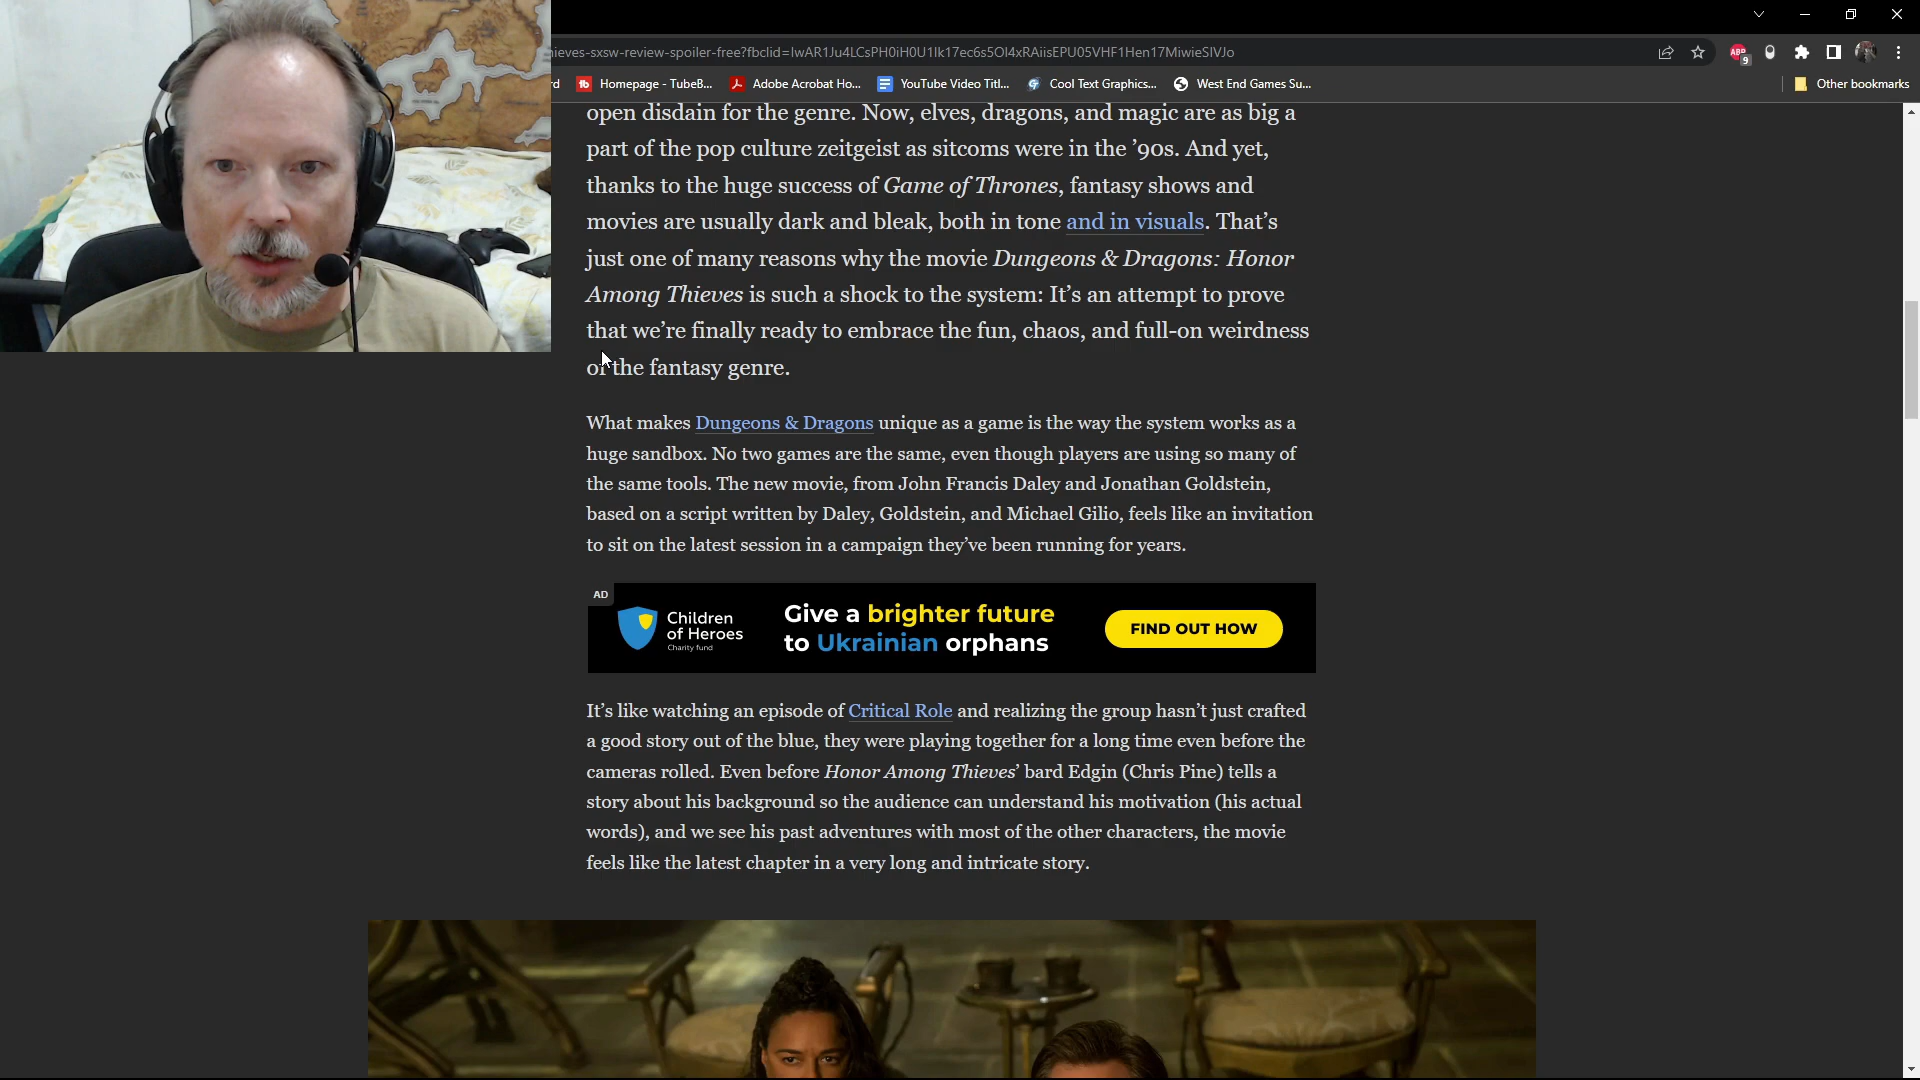 ieves-sxsw-review-spoiler-free?fbclid=IwAR1Ju4LCsPH0iH0U1Ik17ec6s5Ol4xRAiisEPU05VHF1Hen17MiwieSIVJo
9
d Homepage - TubeB... Adobe Acrobat Ho... YouTube Video Titl... Cool Text Graphics... West End Games Su... Other bookmarks
open disdain for the genre. Now, elves, dragons, and magic are as big a
part of the pop culture zeitgeist as sitcoms were in the ’90s. And yet,
thanks to the huge success of Game of Thrones, fantasy shows and
movies are usually dark and bleak, both in tone and in visuals. That’s
just one of many reasons why the movie Dungeons & Dragons: Honor
Among Thieves is such a shock to the system: It’s an attempt to prove
that we’re finally ready to embrace the fun, chaos, and full-on weirdness
of the fantasy genre.
What makes Dungeons & Dragons unique as a game is the way the system works as a
huge sandbox. No two games are the same, even though players are using so many of
the same tools. The new movie, from John Francis Daley and Jonathan Goldstein,
based on a script written by Daley, Goldstein, and Michael Gilio, feels like an invitation
to sit on the latest session in a campaign they’ve been running for years.
AD
Children
of Heroes
Charity fund
Give a brighter future
to Ukrainian orphans
FIND OUT HOW
It’s like watching an episode of Critical Role and realizing the group hasn’t just crafted
a good story out of the blue, they were playing together for a long time even before the
cameras rolled. Even before Honor Among Thieves’ bard Edgin (Chris Pine) tells a
story about his background so the audience can understand his motivation (his actual
words), and we see his past adventures with most of the other characters, the movie
feels like the latest chapter in a very long and intricate story.